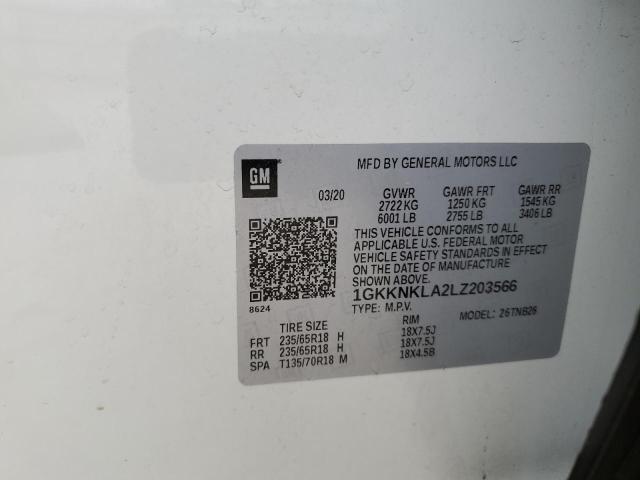 GM
MFD BY GENERAL MOTORS LLC
03/20 GVWR GAWR FRT GAWR RR
2722 KG 1250 KG 1545 KG
6001 LB 2755 LB 3406 LB
THIS VEHICLE CONFORMS TO ALL
APPLICABLE U.S. FEDERAL MOTOR
VEHICLE SAFETY STANDARDS IN EFFECT
ON THE DATE OF MANUFACTURE
SHOWN ABOVE.
1GKKNKLA2LZ203566
8624 TYPE: M.P.V. MODEL: 26TNB26
TIRE SIZE RIM
FRT 235/65R18 H 18X7.5J
RR 235/65R18 H 18X7.5J
SPA T135/70R18 M 18X4.5B